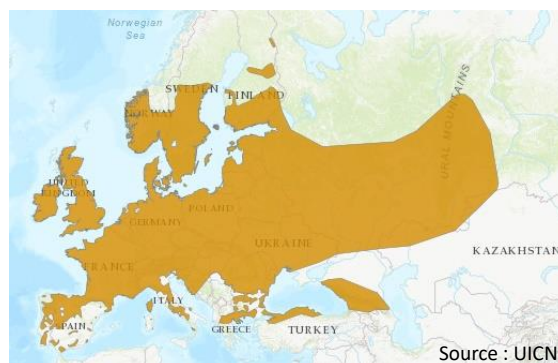 Norwegian
Sea
SWEDEN
FINLAND
NORWAY
URAL MOUNTAINS
UNITED
KINGDOM
POLAND
GERMANY
UKRAINE
FRANCE
KAZAKHSTAN
ITALY
SPAIN
GREECE
TURKEY
Source : UICN